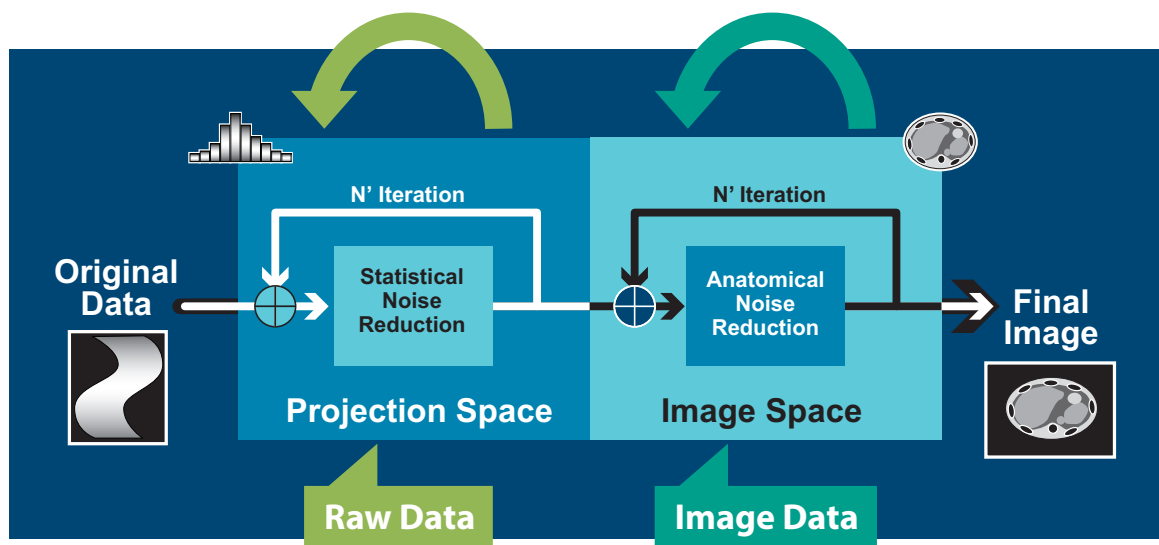 N’ Iteration
N’ Iteration
Original
Data
Statistical
Noise
Reduction
Anatomical
Noise
Reduction
Final
Image
Projection Space
Image Space
Raw Data
Image Data